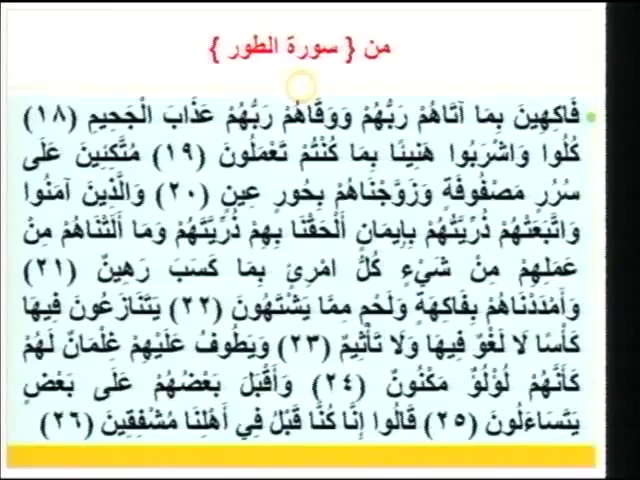 من { سورة الطور }
فَاكِهِينَ بِمَا آتَاهُمْ رَبُّهُمْ وَوَقَاهُمْ رَبُّهُمْ عَذَابَ الْجَحِيمِ (١٨)
كُلُوا وَاشْرَبُوا هَنِيئًا بِمَا كُنْتُمْ تَعْمَلُونَ (١٩) مُتَّكِئِينَ عَلَى
سُرُرٍ مَصْفُوفَةٍ وَزَوَّجْنَاهُمْ بِحُورٍ عِينٍ (٢٠) وَالَّذِينَ آمَنُوا
وَاتَّبَعَتْهُمْ ذُرِّيَّتُهُمْ بِإِيمَانٍ أَلْحَقْنَا بِهِمْ ذُرِّيَّتَهُمْ وَمَا أَلَتْنَاهُمْ مِنْ
عَمَلِهِمْ مِنْ شَيْءٍ كُلُّ امْرِئٍ بِمَا كَسَبَ رَهِينٌ (٢١)
وَأَمْدَدْنَاهُمْ بِفَاكِهَةٍ وَلَحْمٍ مِمَّا يَشْتَهُونَ (٢٢) يَتَنَازَعُونَ فِيهَا
كَأْسًا لَا لَغْوٌ فِيهَا وَلَا تَأْثِيمٌ (٢٣) وَيَطُوفُ عَلَيْهِمْ غِلْمَانٌ لَهُمْ
كَأَنَّهُمْ لُؤْلُؤٌ مَكْنُونٌ (٢٤) وَأَقْبَلَ بَعْضُهُمْ عَلَى بَعْضٍ
يَتَسَاءَلُونَ (٢٥) قَالُوا إِنَّا كُنَّا قَبْلُ فِي أَهْلِنَا مُشْفِقِينَ (٢٦)